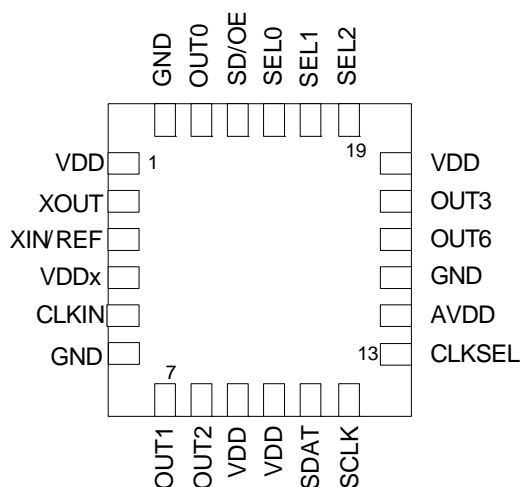 GND
OUT0
SD/OE
SEL0
SEL1
SEL2
19
VDD
XOUT
XIN/REF
VDDx
CLKIN
GND
1
VDD
OUT3
OUT6
GND
AVDD
CLKSEL
13
7
OUT1
OUT2
VDD
VDD
SDAT
SCLK